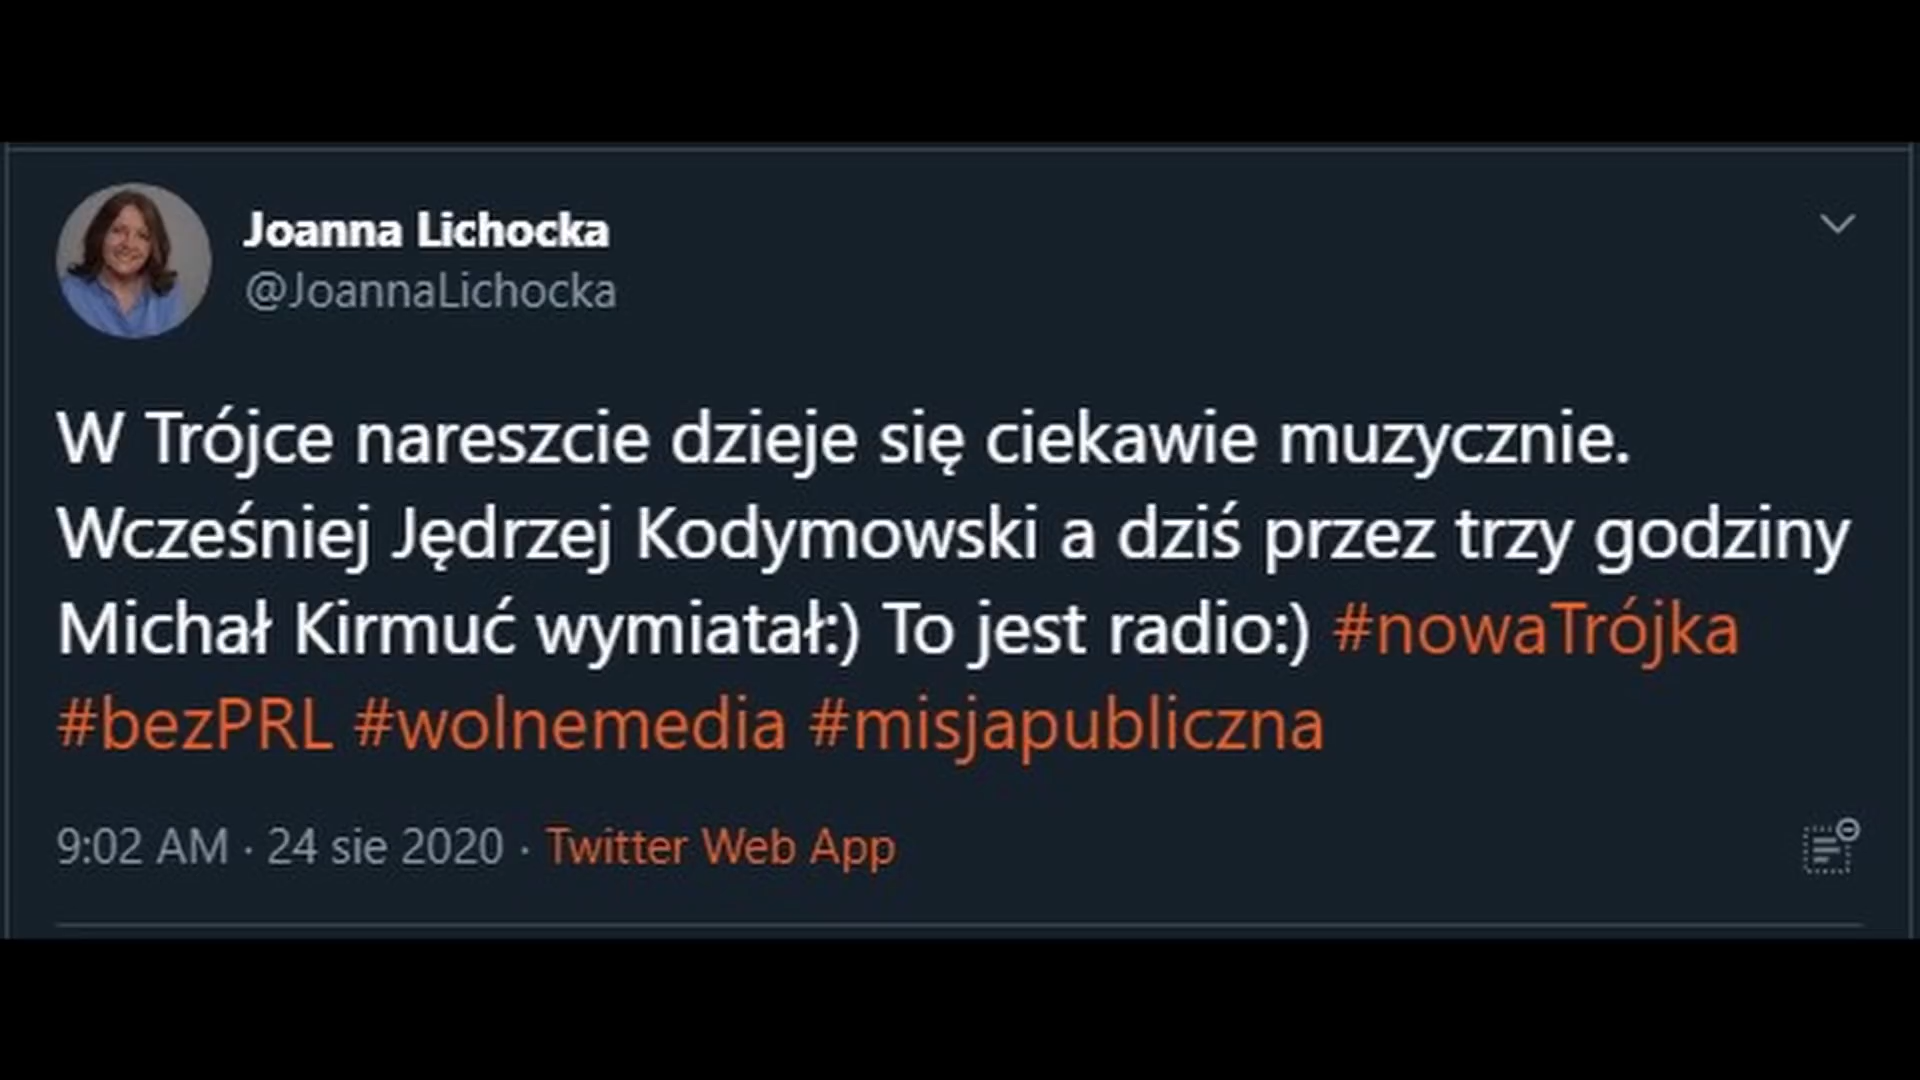 Joanna Lichocka
@JoannaLichocka
W Trójce nareszcie dzieje się ciekawie muzycznie.
Wcześniej Jędrzej Kodymowski a dziś przez trzy godziny
Michał Kirmuć wymiatał:) To jest radio:) #nowaTrójka
#bezPRL #wolnemedia #misjapubliczna
9:02 AM · 24 sie 2020 · Twitter Web App